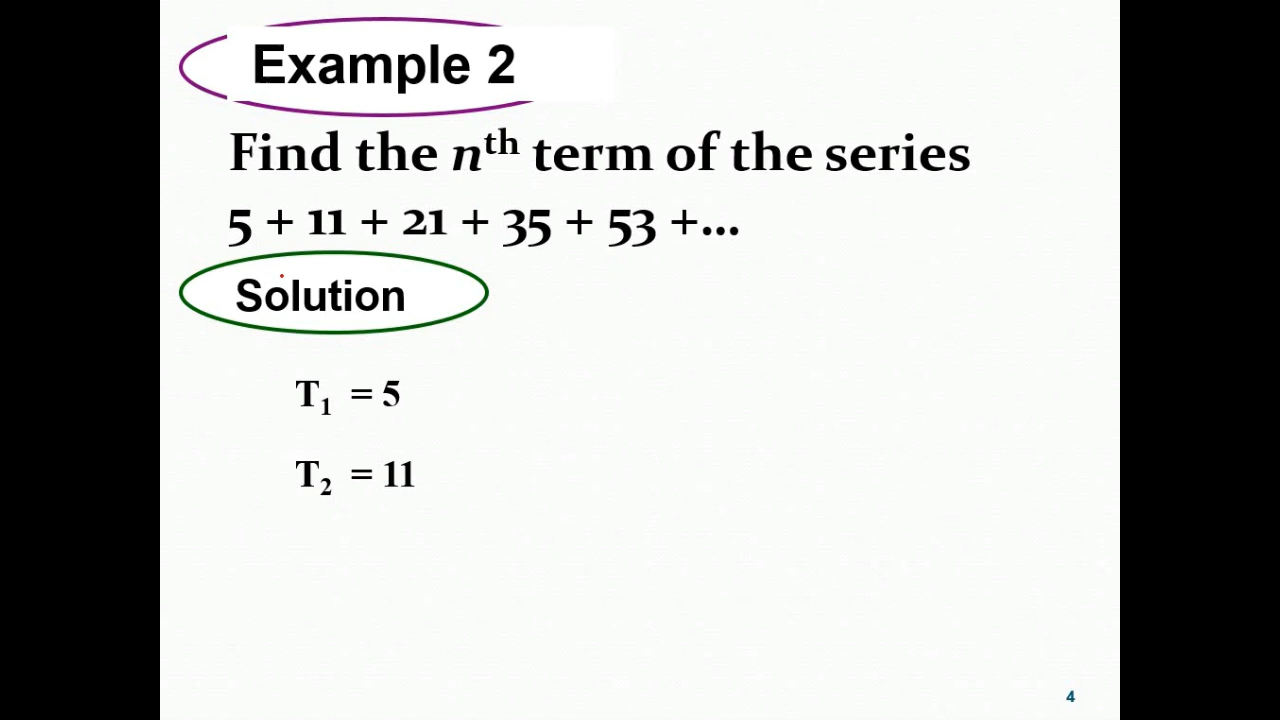 Example 2
Find the nth term of the series
5 + 11 + 21 + 35 + 53 +...
Solution
T1 = 5
T2 = 11
4